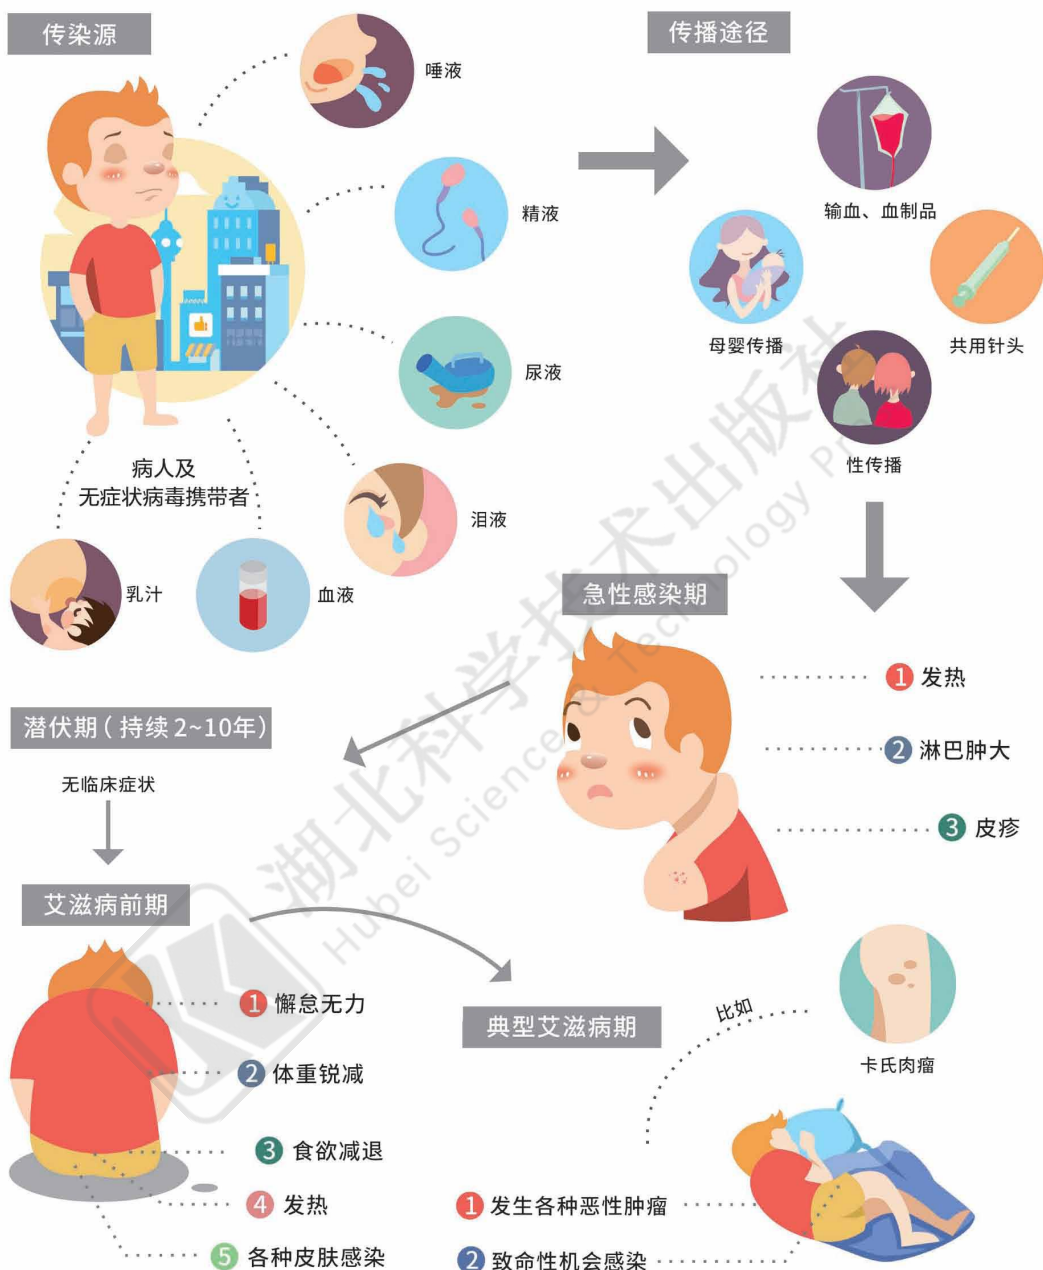 传染源
唾液
精液
尿液
泪液
病人及
无症状病毒携带者
乳汁
血液
传播途径
输血、血制品
母婴传播
共用针头
性传播
急性感染期
1 发热
2 淋巴肿大
3 皮疹
潜伏期(持续2~10年)
无临床症状
艾滋病前期
1 懈怠无力
2 体重锐减
3 食欲减退
4 发热
5 各种皮肤感染
典型艾滋病期
比如
卡氏肉瘤
1 发生各种恶性肿瘤
2 致命性机会感染
湖北科学技术出版社
Hubei Science & Technology Press